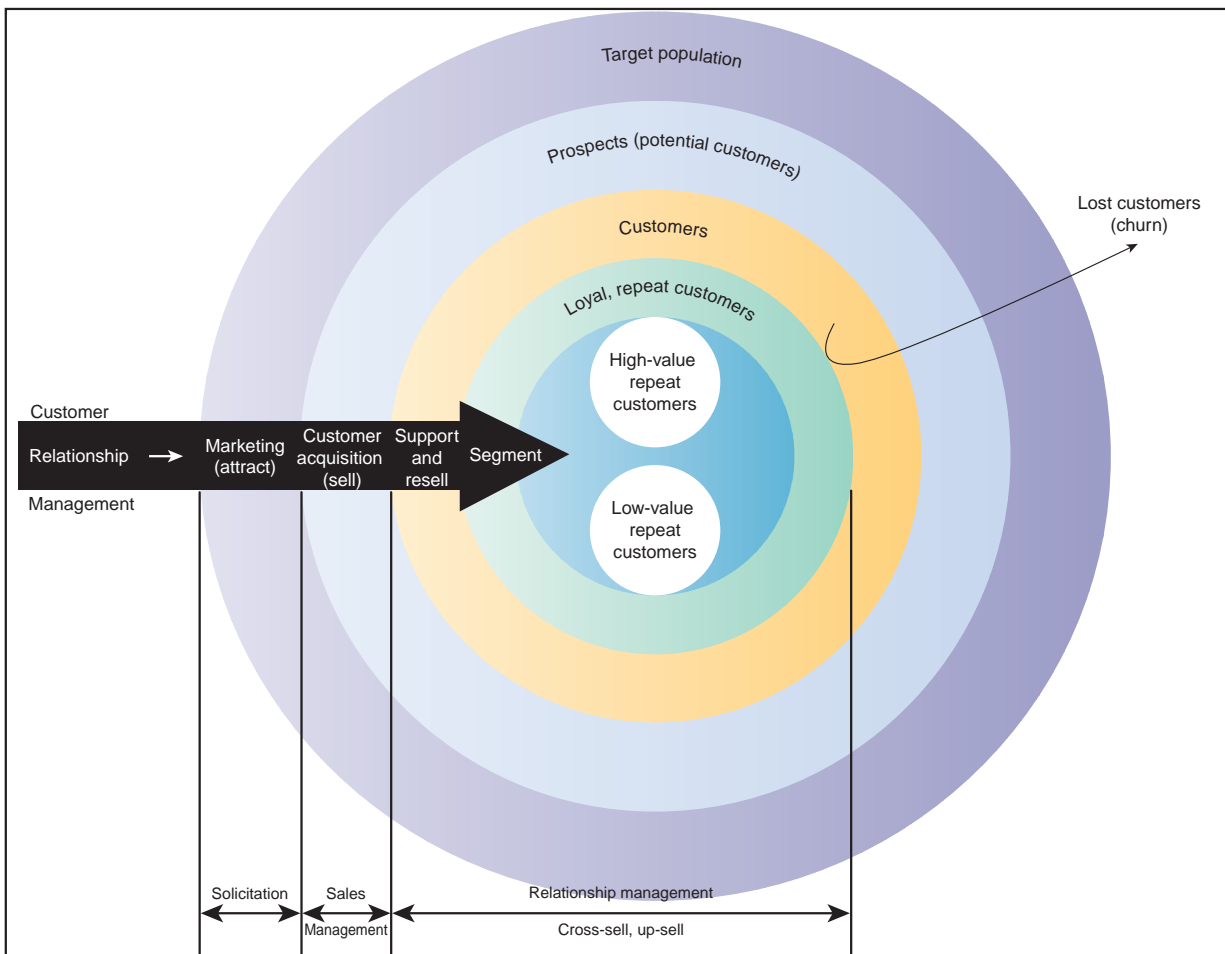 Target population
Prospects (potential customers)
Customers
Lost customers
(churn)
Loyal, repeat customers
High-value
repeat
customers
Customer
Relationship
Management
Marketing
(attract)
Customer
acquisition
(sell)
Support
and
resell
Segment
Low-value
repeat
customers
Solicitation
Sales
Management
Relationship management
Cross-sell, up-sell